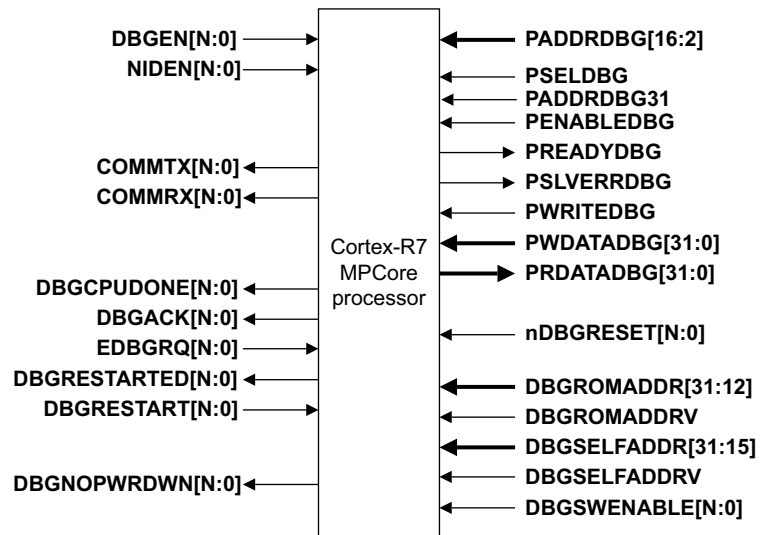 DBGEN[N:0]
NIDEN[N:0]
COMMTX[N:0]
COMMRX[N:0]
DBGCPUDONE[N:0]
DBGACK[N:0]
EDBGRQ[N:0]
DBGRESTARTED[N:0]
DBGRESTART[N:0]
DBGNOPWRDWN[N:0]
Cortex-R7
MPCore
processor
PADDRDBG[16:2]
PSELDBG
PADDRDBG31
PENABLEDBG
PREADYDBG
PSLVERRDBG
PWRITEDBG
PWDATADBG[31:0]
PRDATADBG[31:0]
nDBGRESET[N:0]
DBGROMADDR[31:12]
DBGROMADDRV
DBGSELFADDR[31:15]
DBGSELFADDRV
DBGSWENABLE[N:0]